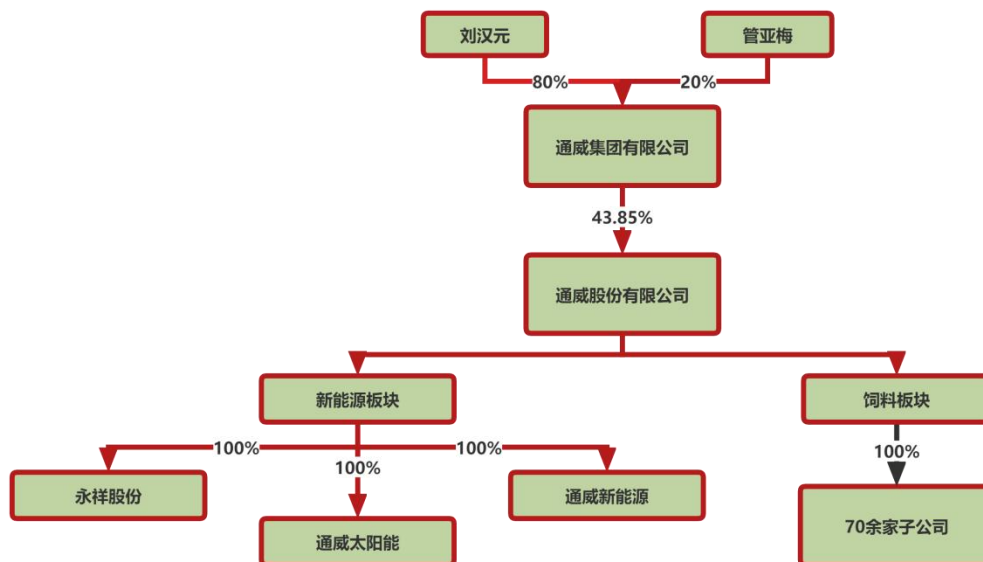 刘汉元
管亚梅
80%
20%
通威集团有限公司
43.85%
通威股份有限公司
新能源板块
饲料板块
100%
100%
100%
100%
永祥股份
通威太阳能
通威新能源
70余家子公司